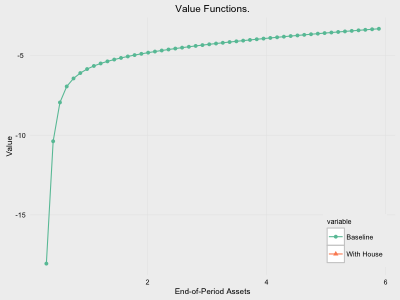 Value Functions.
-5
-10
-15
Value
2
4
6
End-of-Period Assets
variable
Baseline
With House